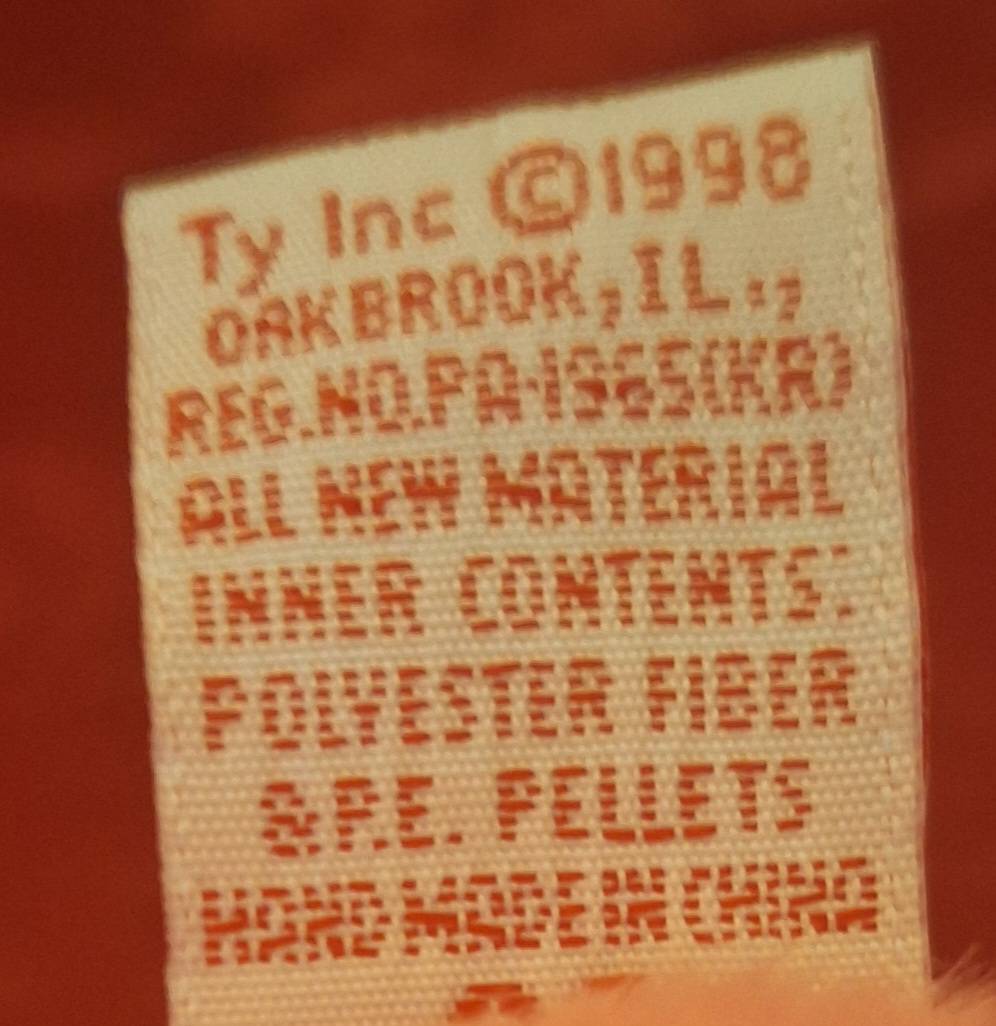 Ty Inc ©1998
OAKBROOK,IL.,
REG.NO.PA-1965(KR)
ALL NEW MATERIAL
INNER CONTENTS:
POLYESTER FIBER
&P.E. PELLETS
HAND MADE IN CHINA